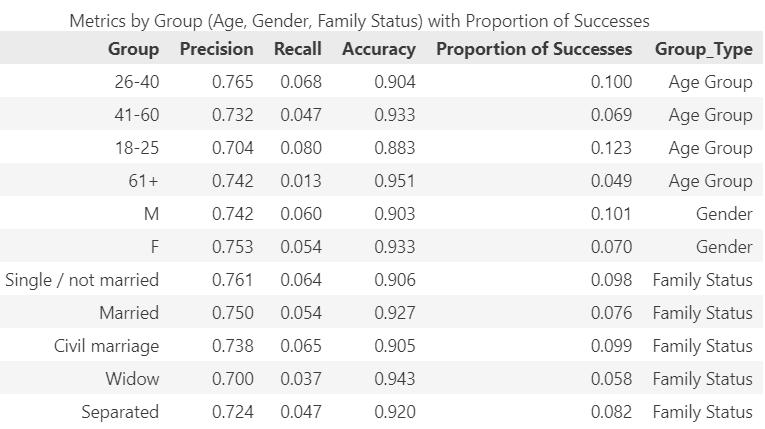 Metrics by Group (Age, Gender, Family Status) with Proportion of Successes
Group Precision Recall Accuracy Proportion of Successes Group_Type
26-40 0.765 0.068 0.904 0.100 Age Group
41-60 0.732 0.047 0.933 0.069 Age Group
18-25 0.704 0.080 0.883 0.123 Age Group
61+ 0.742 0.013 0.951 0.049 Age Group
M 0.742 0.060 0.903 0.101 Gender
F 0.753 0.054 0.933 0.070 Gender
Single / not married 0.761 0.064 0.906 0.098 Family Status
Married 0.750 0.054 0.927 0.076 Family Status
Civil marriage 0.738 0.065 0.905 0.099 Family Status
Widow 0.700 0.037 0.943 0.058 Family Status
Separated 0.724 0.047 0.920 0.082 Family Status